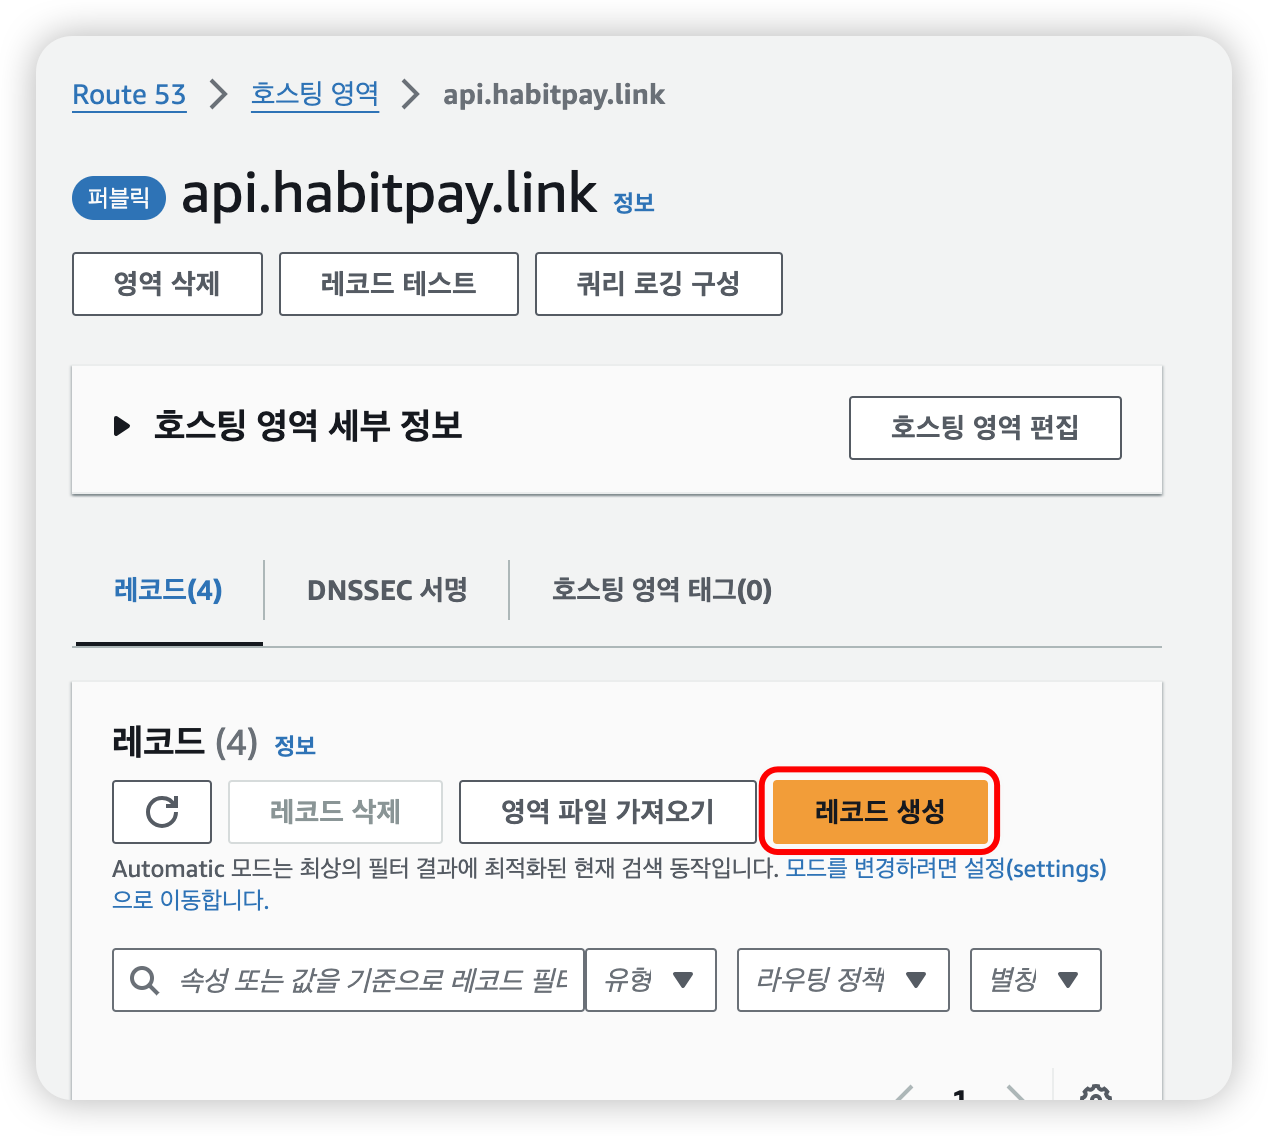 Route 53 호스팅 영역 api.habitpay.link
퍼블릭 api.habitpay.link 정보
영역 삭제 레코드 테스트 쿼리 로깅 구성
호스팅 영역 세부 정보 호스팅 영역 편집
레코드(4) DNSSEC 서명 호스팅 영역 태그(0)
레코드 (4) 정보
레코드 삭제 영역 파일 가져오기 레코드 생성
Automatic 모드는 최상의 필터 결과에 최적화된 현재 검색 동작입니다. 모드를 변경하려면 설정(settings)
으로 이동합니다.
속성 또는 값을 기준으로 레코드 필터 유형 라우팅 정책 별칭
1